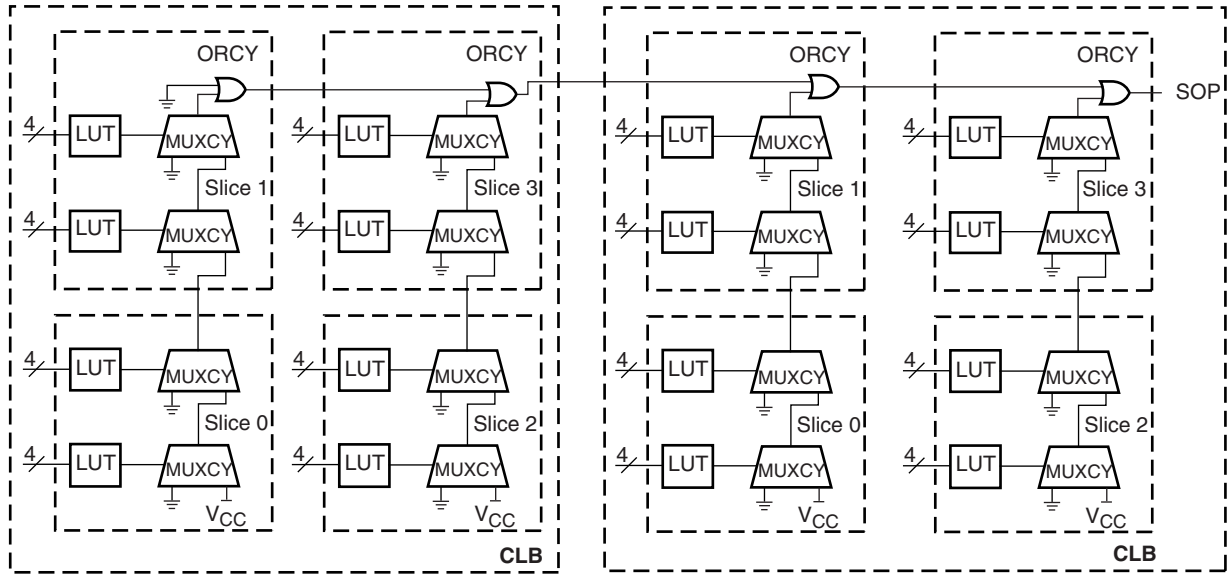 ORCY ORCY ORCY ORCY
SOP
4 LUT MUXCY 4 LUT MUXCY 4 LUT MUXCY 4 LUT MUXCY
Slice 1 Slice 3 Slice 1 Slice 3
4 LUT MUXCY 4 LUT MUXCY 4 LUT MUXCY 4 LUT MUXCY
4 LUT MUXCY 4 LUT MUXCY 4 LUT MUXCY 4 LUT MUXCY
Slice 0 Slice 2 Slice 0 Slice 2
4 LUT MUXCY 4 LUT MUXCY 4 LUT MUXCY 4 LUT MUXCY
VCC VCC VCC VCC
CLB CLB